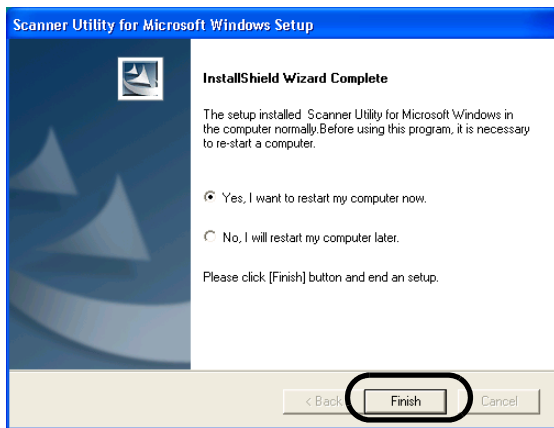 Scanner Utility for Microsoft Windows Setup
InstallShield Wizard Complete
The setup installed Scanner Utility for Microsoft Windows in
the computer normally.Before using this program, it is necessary
to re-start a computer.
Yes, I want to restart my computer now.
No, I will restart my computer later.
Please click [Finish] button and end an setup.
< Back Finish Cancel